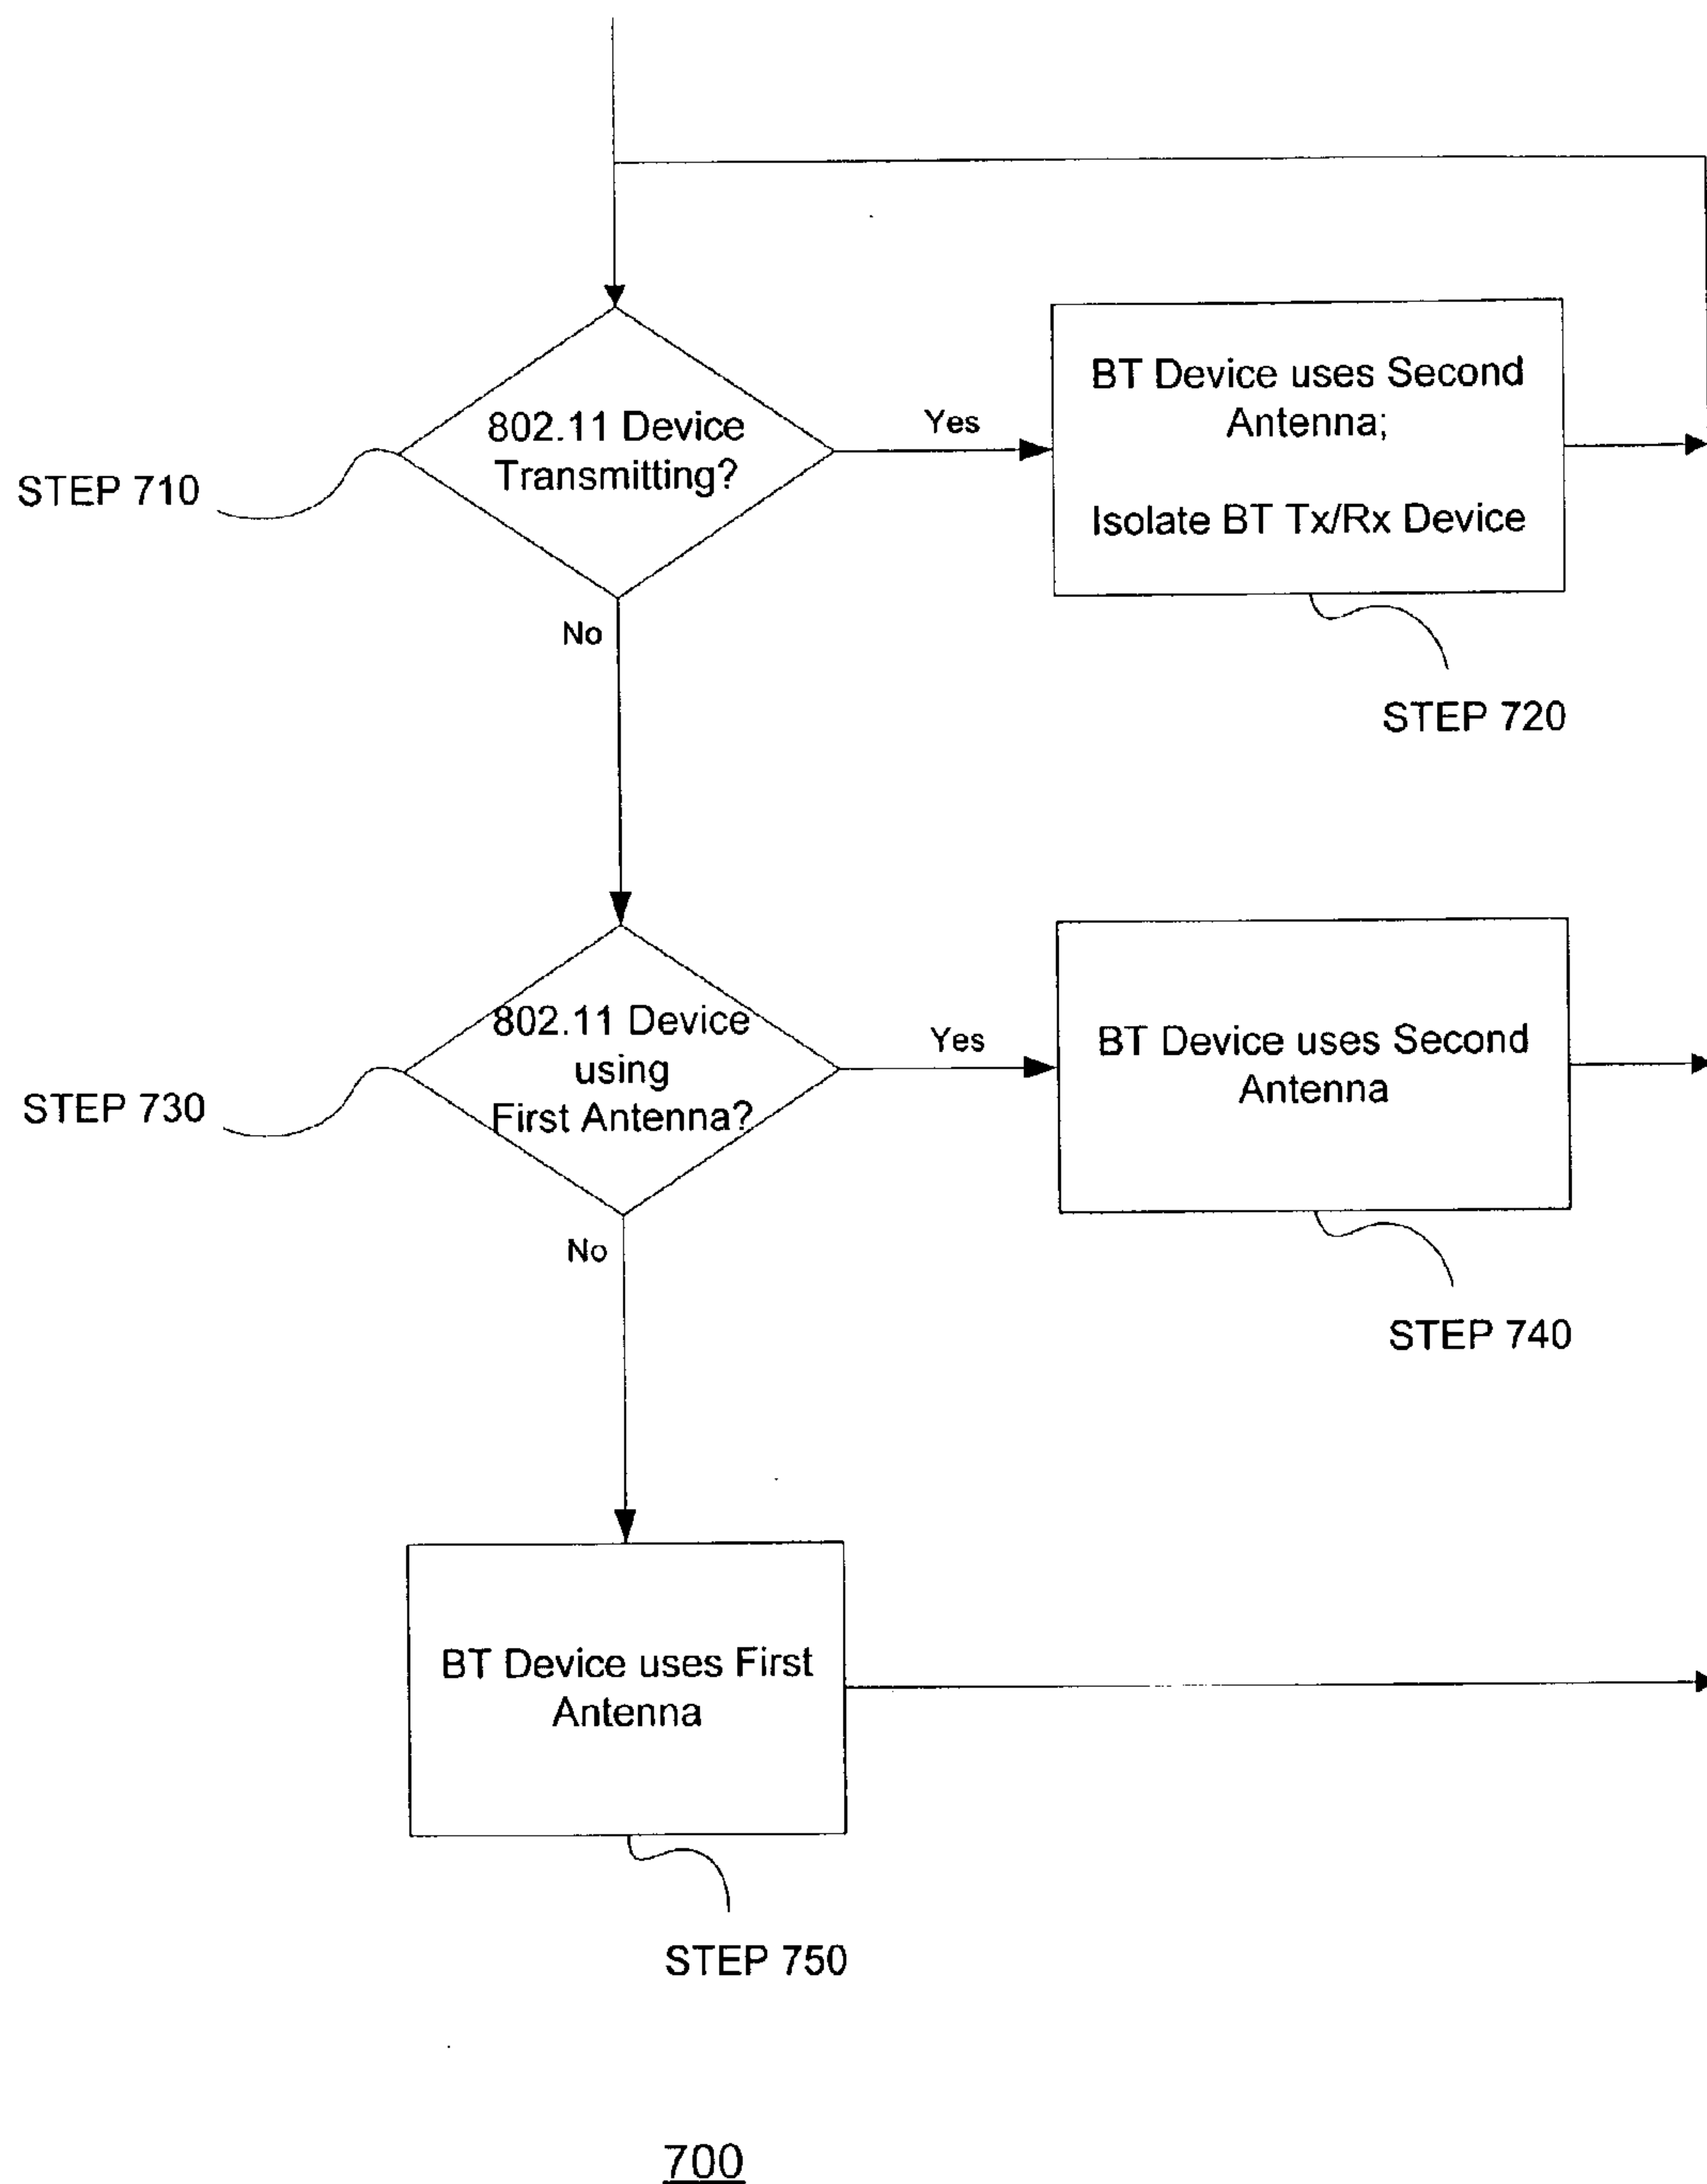 802.11 Device
Transmitting?
Yes
BT Device uses Second
Antenna;
Isolate BT Tx/Rx Device
STEP 710
No
STEP 720
802.11 Device
using
First Antenna?
Yes
BT Device uses Second
Antenna
STEP 730
No
STEP 740
BT Device uses First
Antenna
STEP 750
700